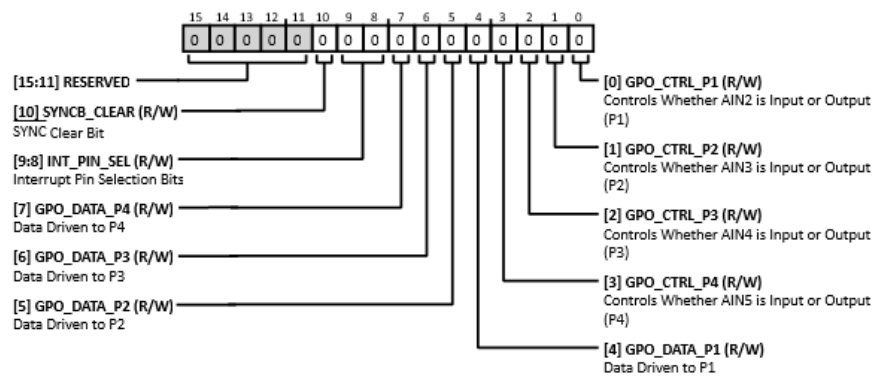 15 14 13 12 11 10 9 8 7 6 5 4 3 2 1 0
0 0 0 0 0 0 0 0 0 0 0 0 0 0 0 0
[15:11] RESERVED
[10] SYNCB_CLEAR (R/W)
SYNC Clear Bit
[9:8] INT_PIN_SEL (R/W)
Interrupt Pin Selection Bits
[7] GPO_DATA_P4 (R/W)
Data Driven to P4
[6] GPO_DATA_P3 (R/W)
Data Driven to P3
[5] GPO_DATA_P2 (R/W)
Data Driven to P2
[0] GPO_CTRL_P1 (R/W)
Controls Whether AIN2 is Input or Output
(P1)
[1] GPO_CTRL_P2 (R/W)
Controls Whether AIN3 is Input or Output
(P2)
[2] GPO_CTRL_P3 (R/W)
Controls Whether AIN4 is Input or Output
(P3)
[3] GPO_CTRL_P4 (R/W)
Controls Whether AIN5 is Input or Output
(P4)
[4] GPO_DATA_P1 (R/W)
Data Driven to P1